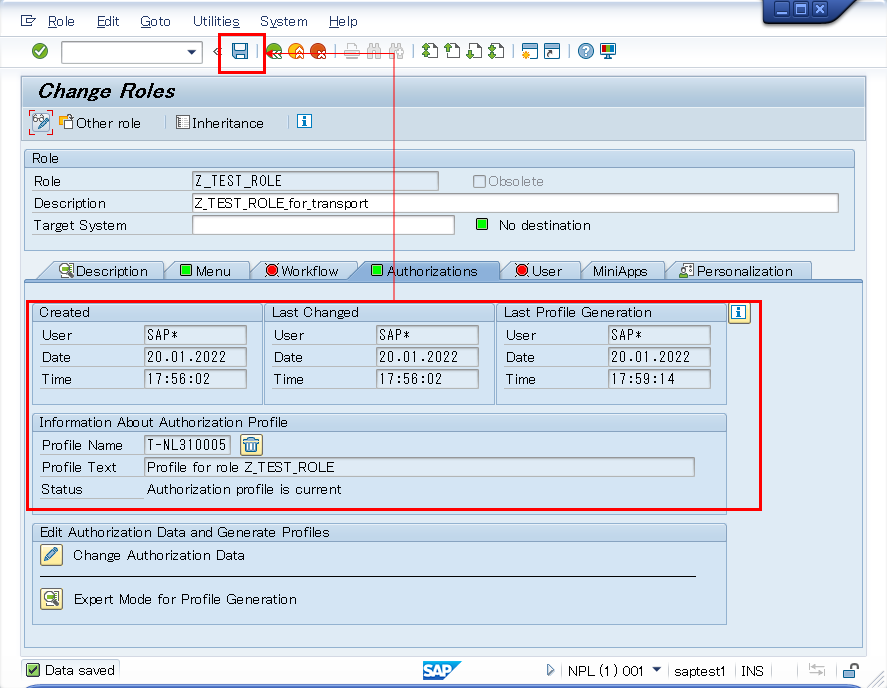 Role Edit Goto Utilities System Help
Change Roles
Other role Inheritance
Role
Role Z_TEST_ROLE Obsolete
Description Z_TEST_ROLE_for_transport
Target System No destination
Description Menu Workflow Authorizations User MiniApps Personalization
Created Last Changed Last Profile Generation
User SAP* User SAP* User SAP*
Date 20.01.2022 Date 20.01.2022 Date 20.01.2022
Time 17:56:02 Time 17:56:02 Time 17:59:14
Information About Authorization Profile
Profile Name T-NL310005
Profile Text Profile for role Z_TEST_ROLE
Status Authorization profile is current
Edit Authorization Data and Generate Profiles
Change Authorization Data
Expert Mode for Profile Generation
Data saved SAP NPL (1) 001 saptest1 INS